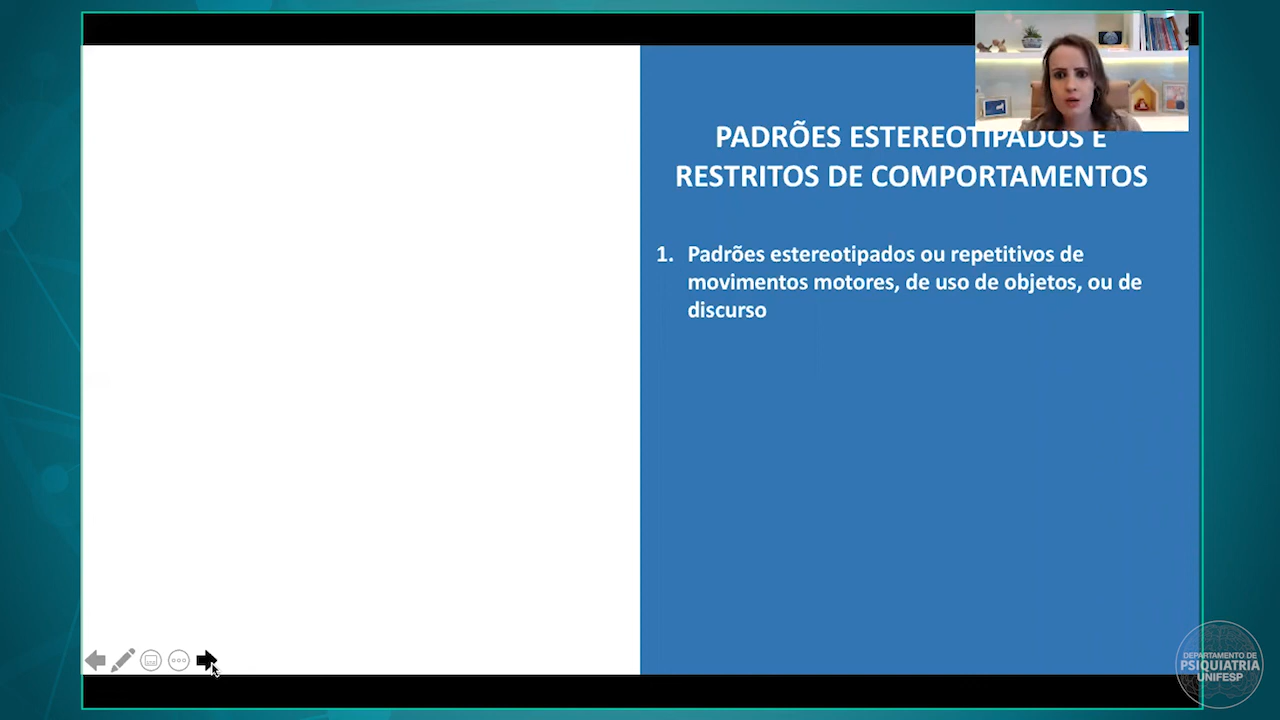 PADRÕES ESTEREOTIPADOS E
RESTRITOS DE COMPORTAMENTOS
1. Padrões estereotipados ou repetitivos de
movimentos motores, de uso de objetos, ou de
discurso
DEPARTAMENTO DE
PSIQUIATRIA
UNIFESP